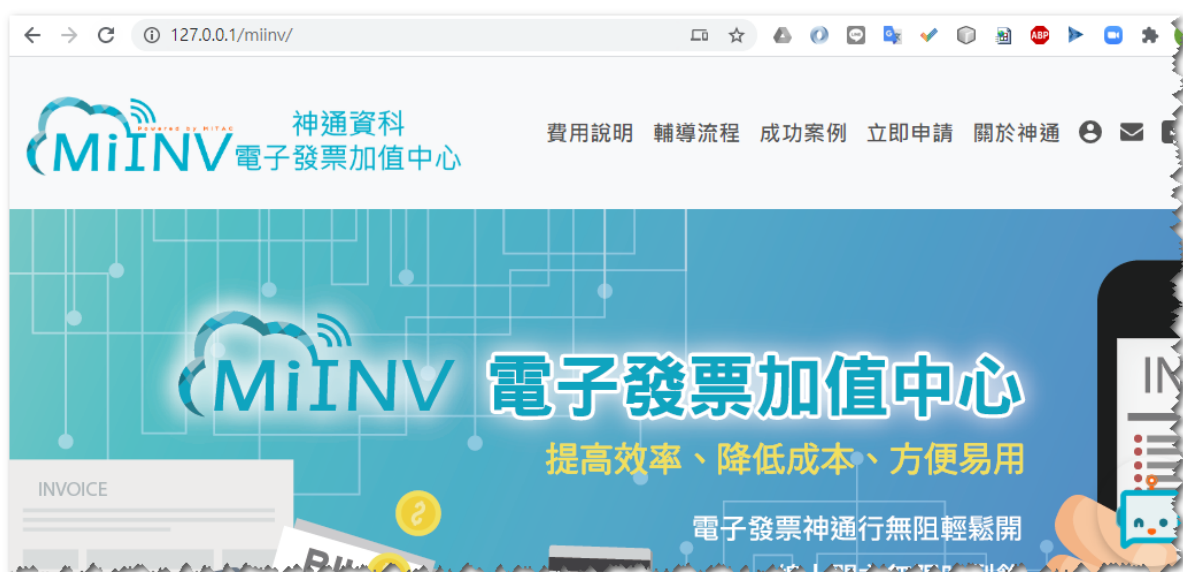 127.0.0.1/miinv/
ABP
Powered by MiTAC
MiINV
神通資科
電子發票加值中心
費用說明 輔導流程 成功案例 立即申請 關於神通
MiINV 電子發票加值中心
提高效率、降低成本、方便易用
INVOICE
電子發票神通行無阻輕鬆開